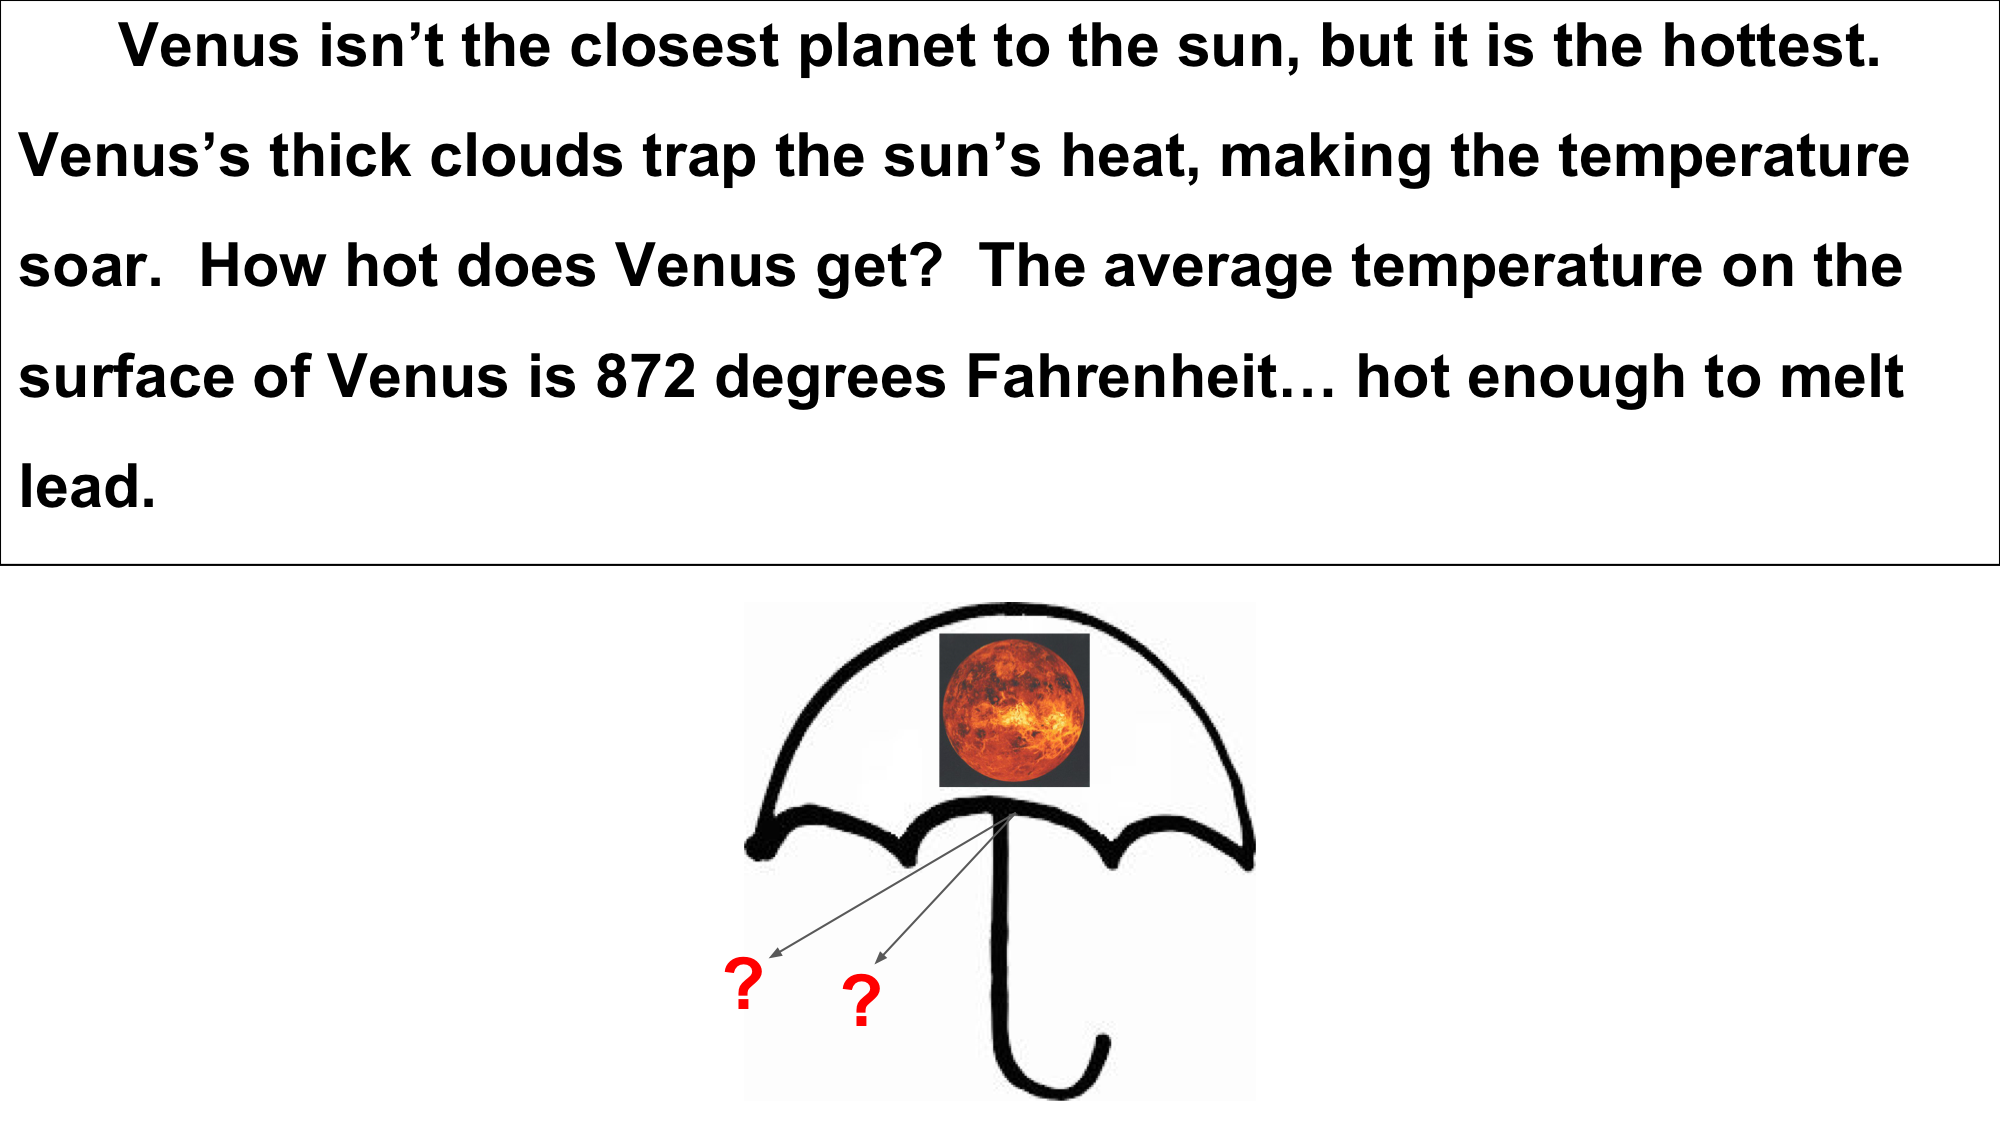 Venus isn’t the closest planet to the sun, but it is the hottest.
Venus’s thick clouds trap the sun’s heat, making the temperature
soar.  How hot does Venus get?  The average temperature on the
surface of Venus is 872 degrees Fahrenheit… hot enough to melt
lead.
?
?